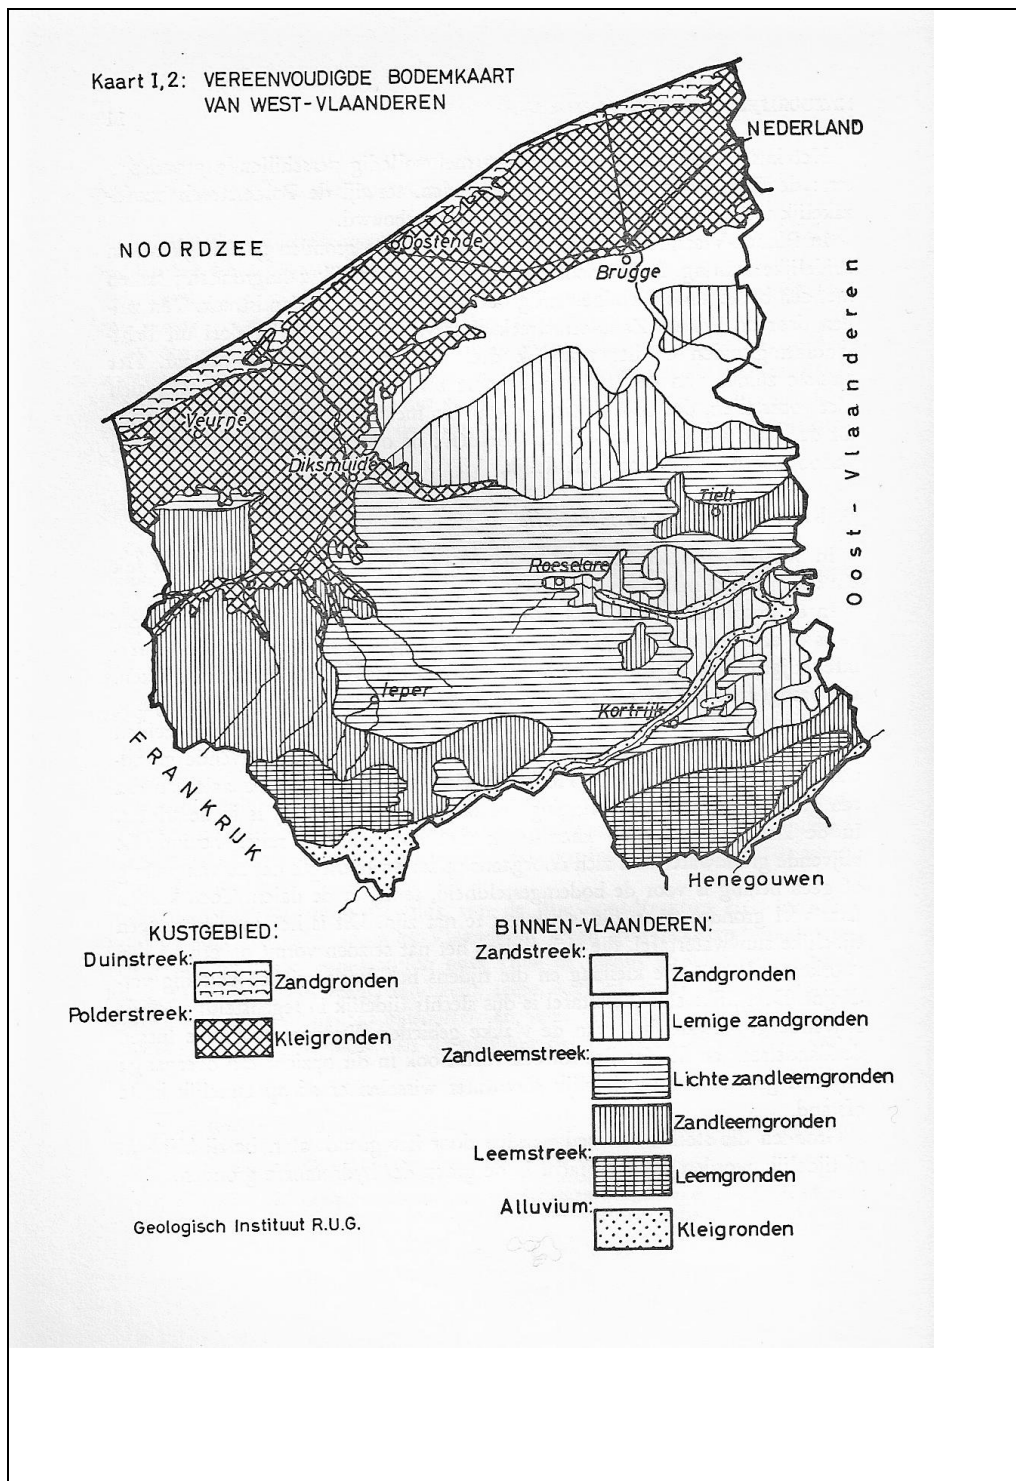 Kaart I,2: VEREENVOUDIGDE BODEMKAART
VAN WEST-VLAANDEREN
NEDERLAND
NOORDZEE
Oostende
Brugge
Oost-Vlaanderen
Veurne
Diksmuide
Tielt
Roeselare
Ieper
Kortrijk
FRANKRIJK
Henegouwen
KUSTGEBIED:
Duinstreek:
Zandgronden
Polderstreek:
Kleigronden
BINNEN-VLAANDEREN:
Zandstreek:
Zandgronden
Lemige zandgronden
Zandleemstreek:
Lichte zandleemgronden
Zandleemgronden
Leemstreek:
Leemgronden
Alluvium:
Kleigronden
Geologisch Instituut R.U.G.